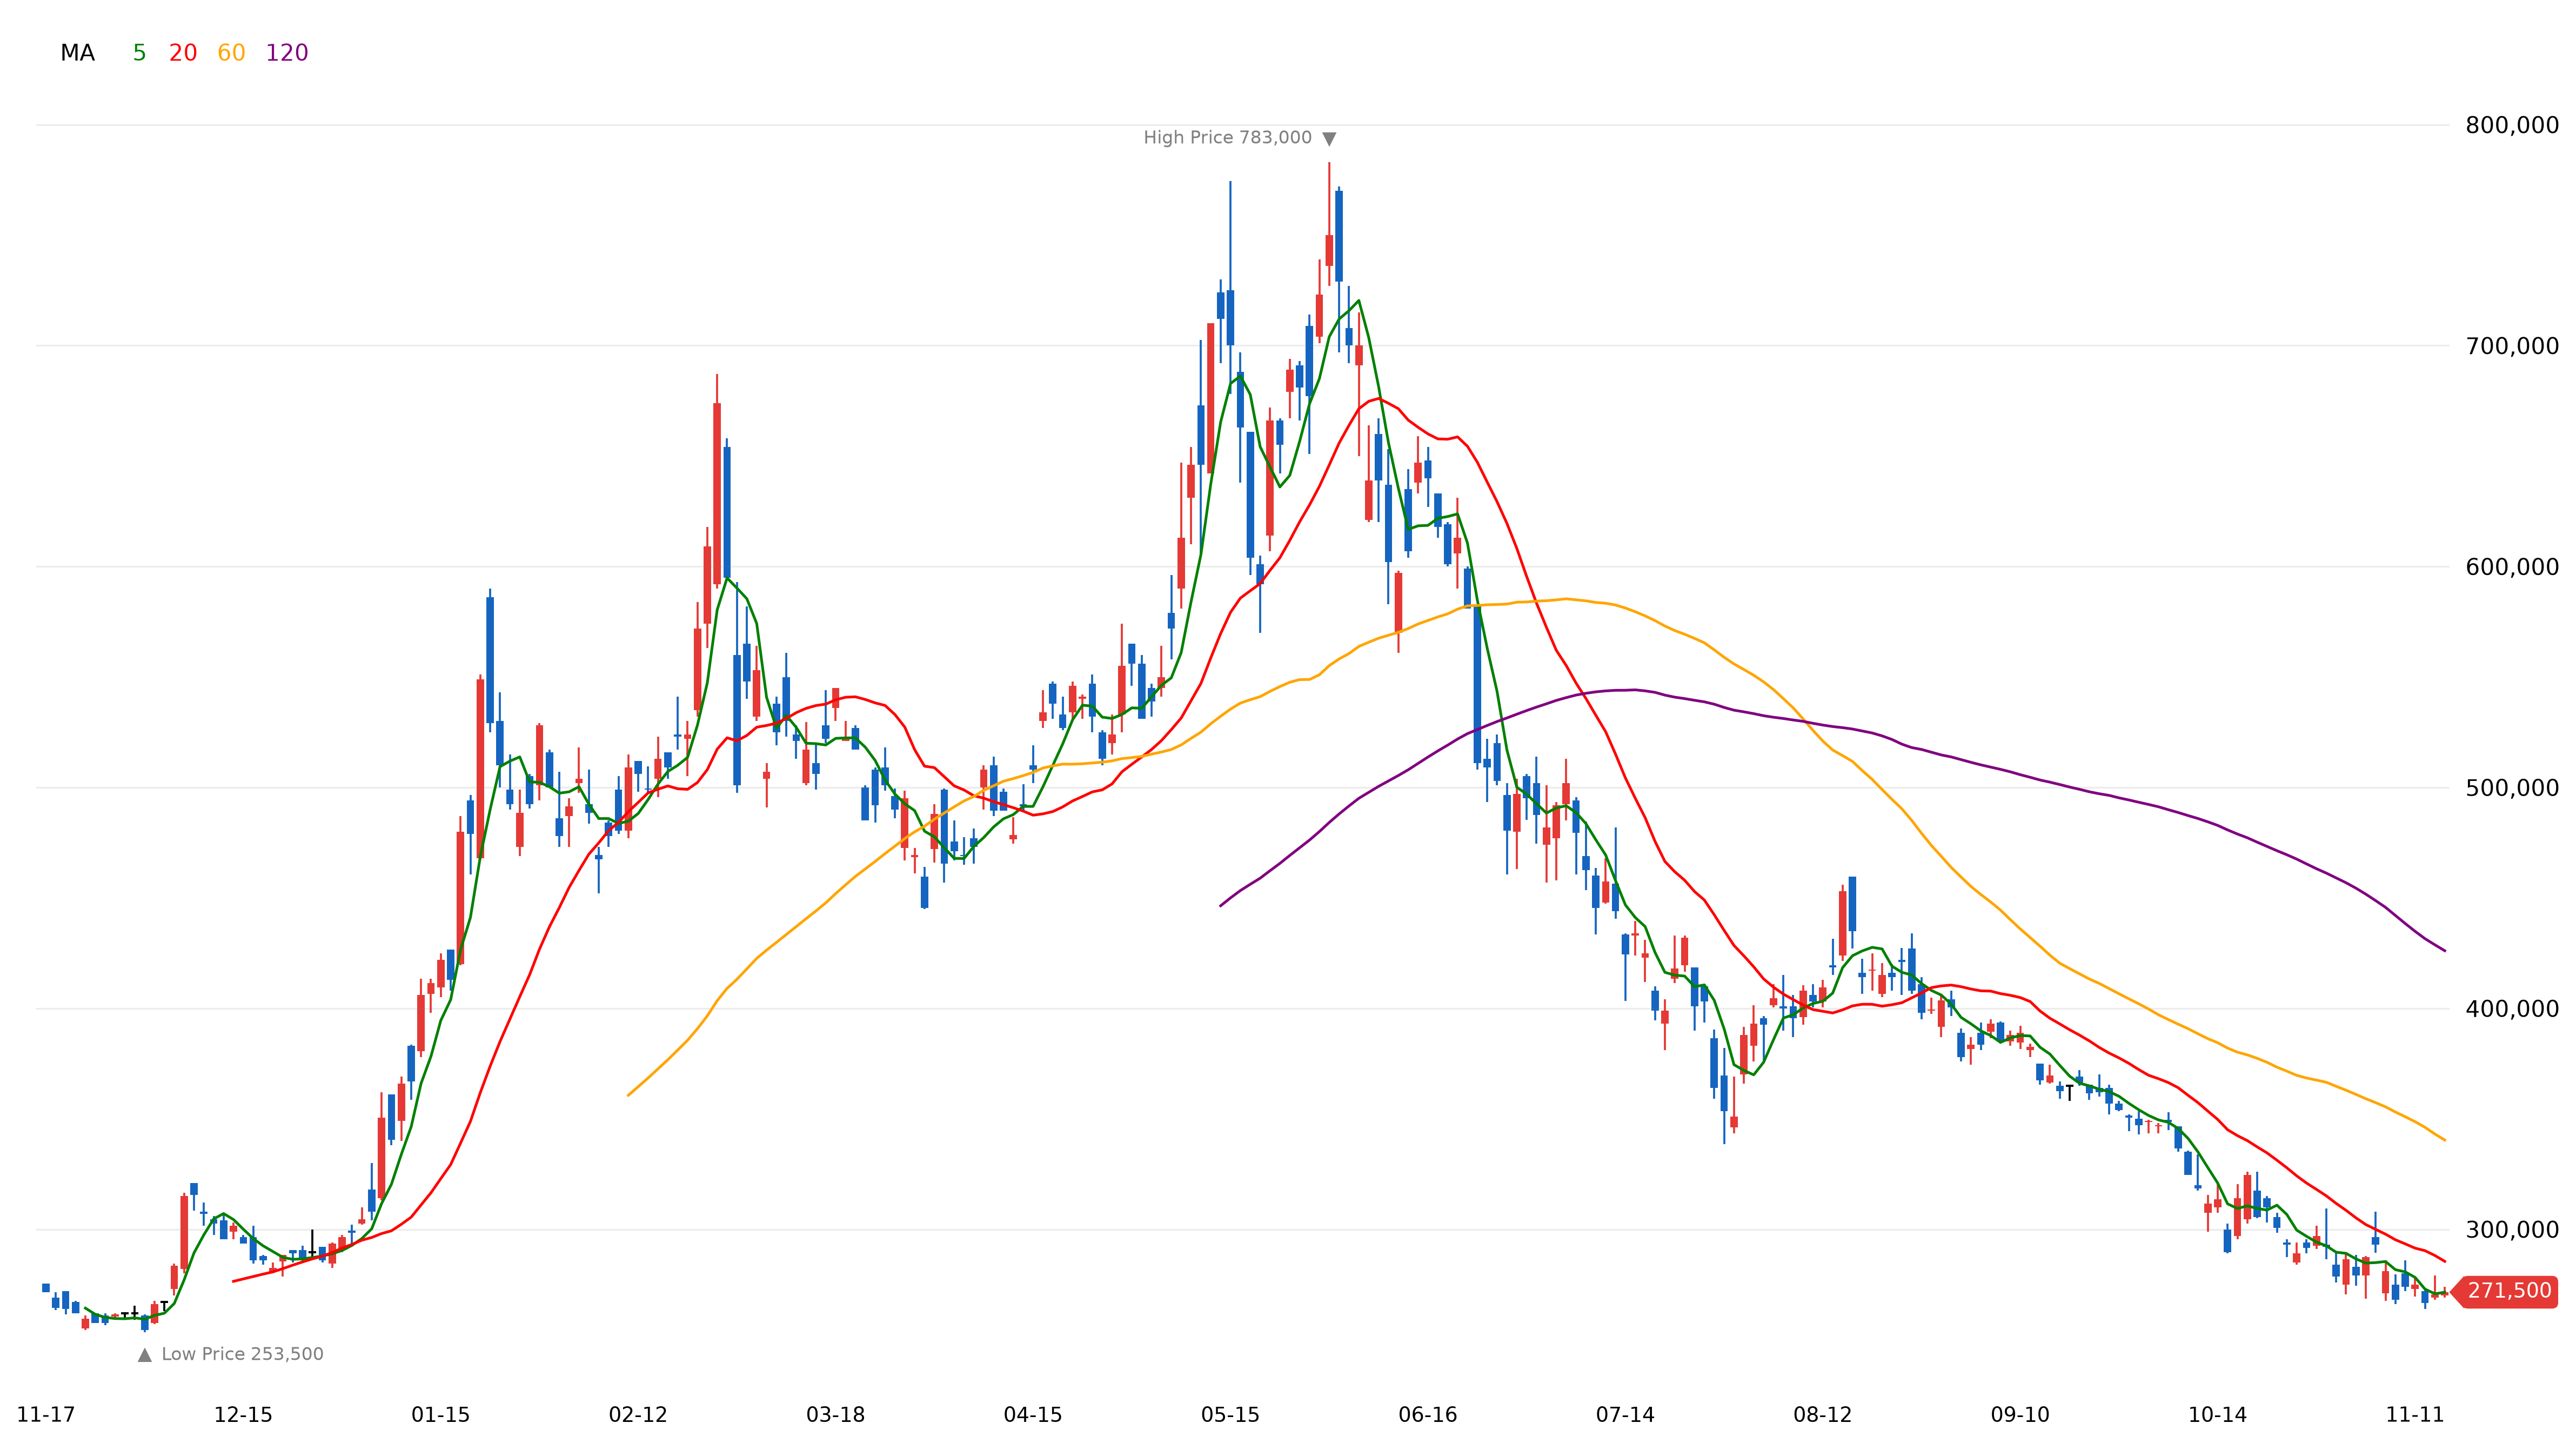 MA 5 20 60 120
800,000
High Price 783,000 ▼
700,000
600,000
500,000
400,000
300,000
271,500
▲ Low Price 253,500
11-17 12-15 01-15 02-12 03-18 04-15 05-15 06-16 07-14 08-12 09-10 10-14 11-11